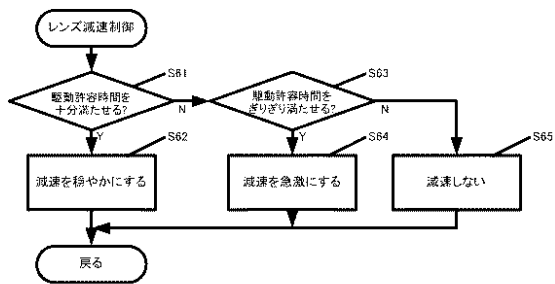 レンズ減速制御
S61
駆動許容時間を
十分満たせる?
N
Y
S63
駆動許容時間を
ぎりぎり満たせる?
N
Y
S62
減速を穏やかにする
S64
減速を急激にする
S65
減速しない
戻る